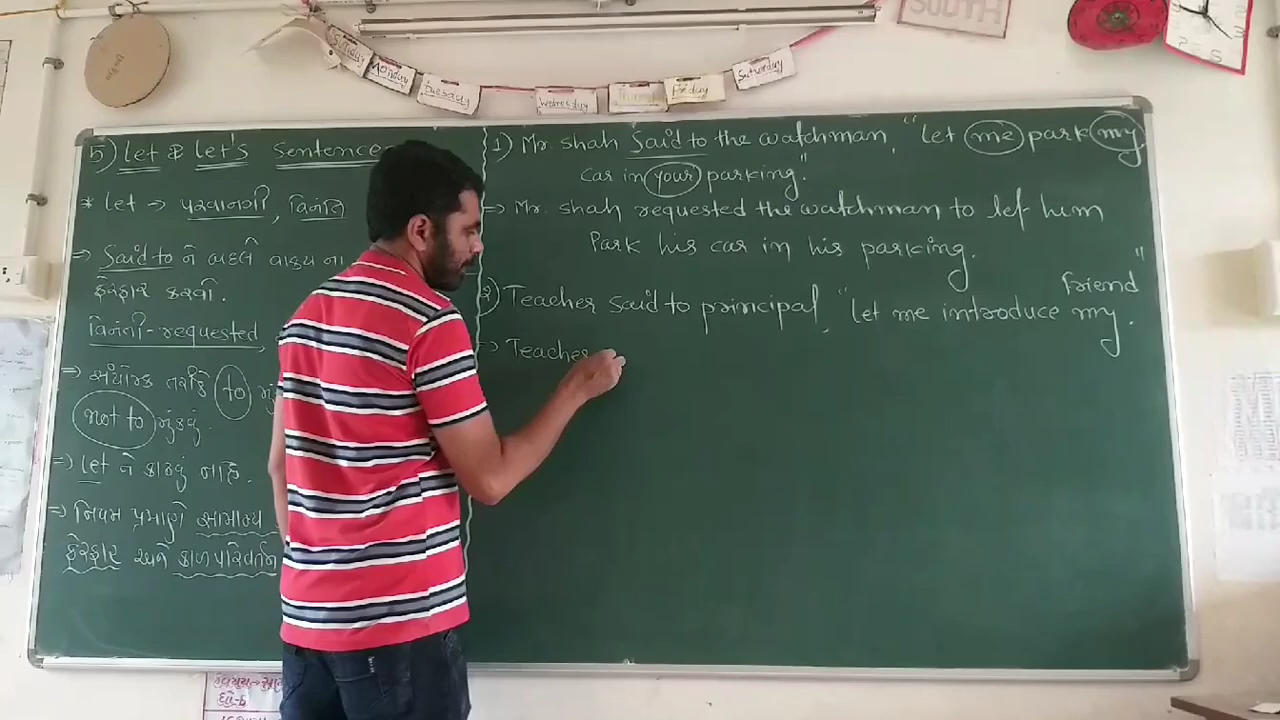 Sunday
Monday
Tuesday
Wednesday
Friday
Saturday
SOUTH
5) let & let's Sentence
* let → પરવાનગી, વિનંતિ
⇒ Said to ને બદલે વાક્ય ના
ફેરફાર કરવો.
વિનંતી - requested,
⇒ સંયોજક તરીકે to
not to મુકવું.
⇒ let ને કાઢવું નહિ.
⇒ નિયમ પ્રમાણે સામાન્ય
ફેરફાર અને કાળ પરિવર્તન
1) Mr shah Said to the watchman, "let me park my
car in your parking."
⇒ Mr. shah requested the watchman to let him
Park his car in his parking.
2) Teacher said to principal, "let me introduce my
friend".
⇒ Teacher